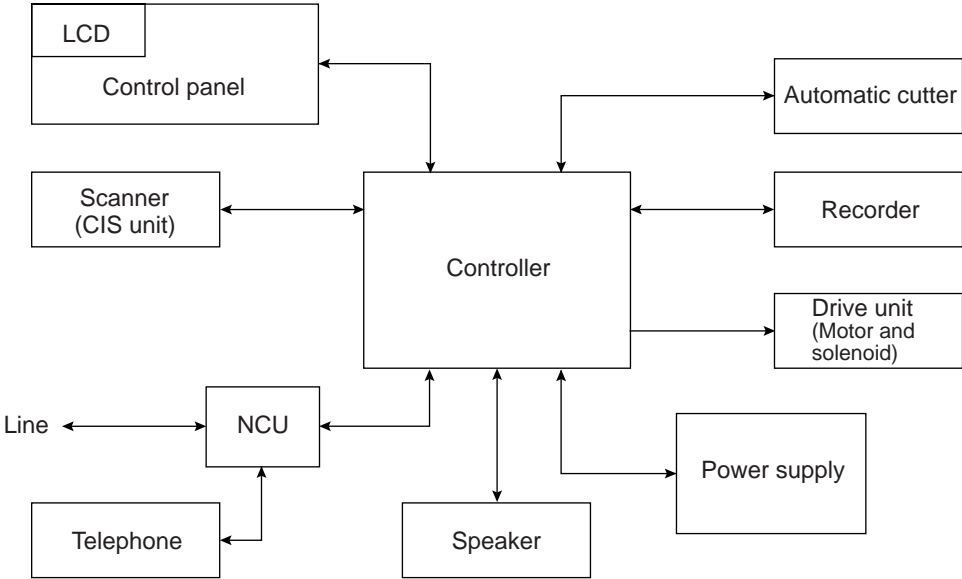 LCD
Control panel
Automatic cutter
Scanner
(CIS unit)
Recorder
Controller
Drive unit
(Motor and
solenoid)
Line
NCU
Power supply
Telephone
Speaker